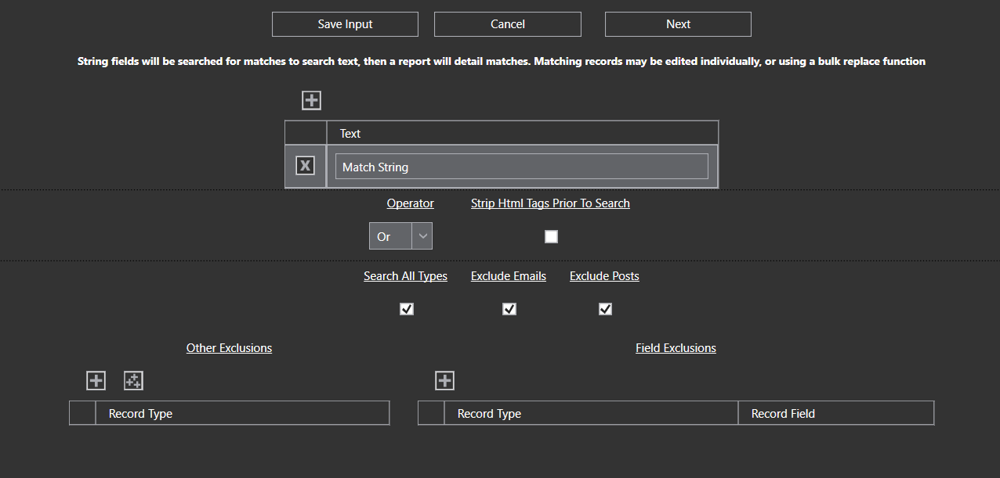 Save Input Cancel Next
String fields will be searched for matches to search text, then a report will detail matches. Matching records may be edited individually, or using a bulk replace function
Text
X Match String
Operator Strip Html Tags Prior To Search
Or
Search All Types Exclude Emails Exclude Posts
Other Exclusions Field Exclusions
Record Type Record Type Record Field